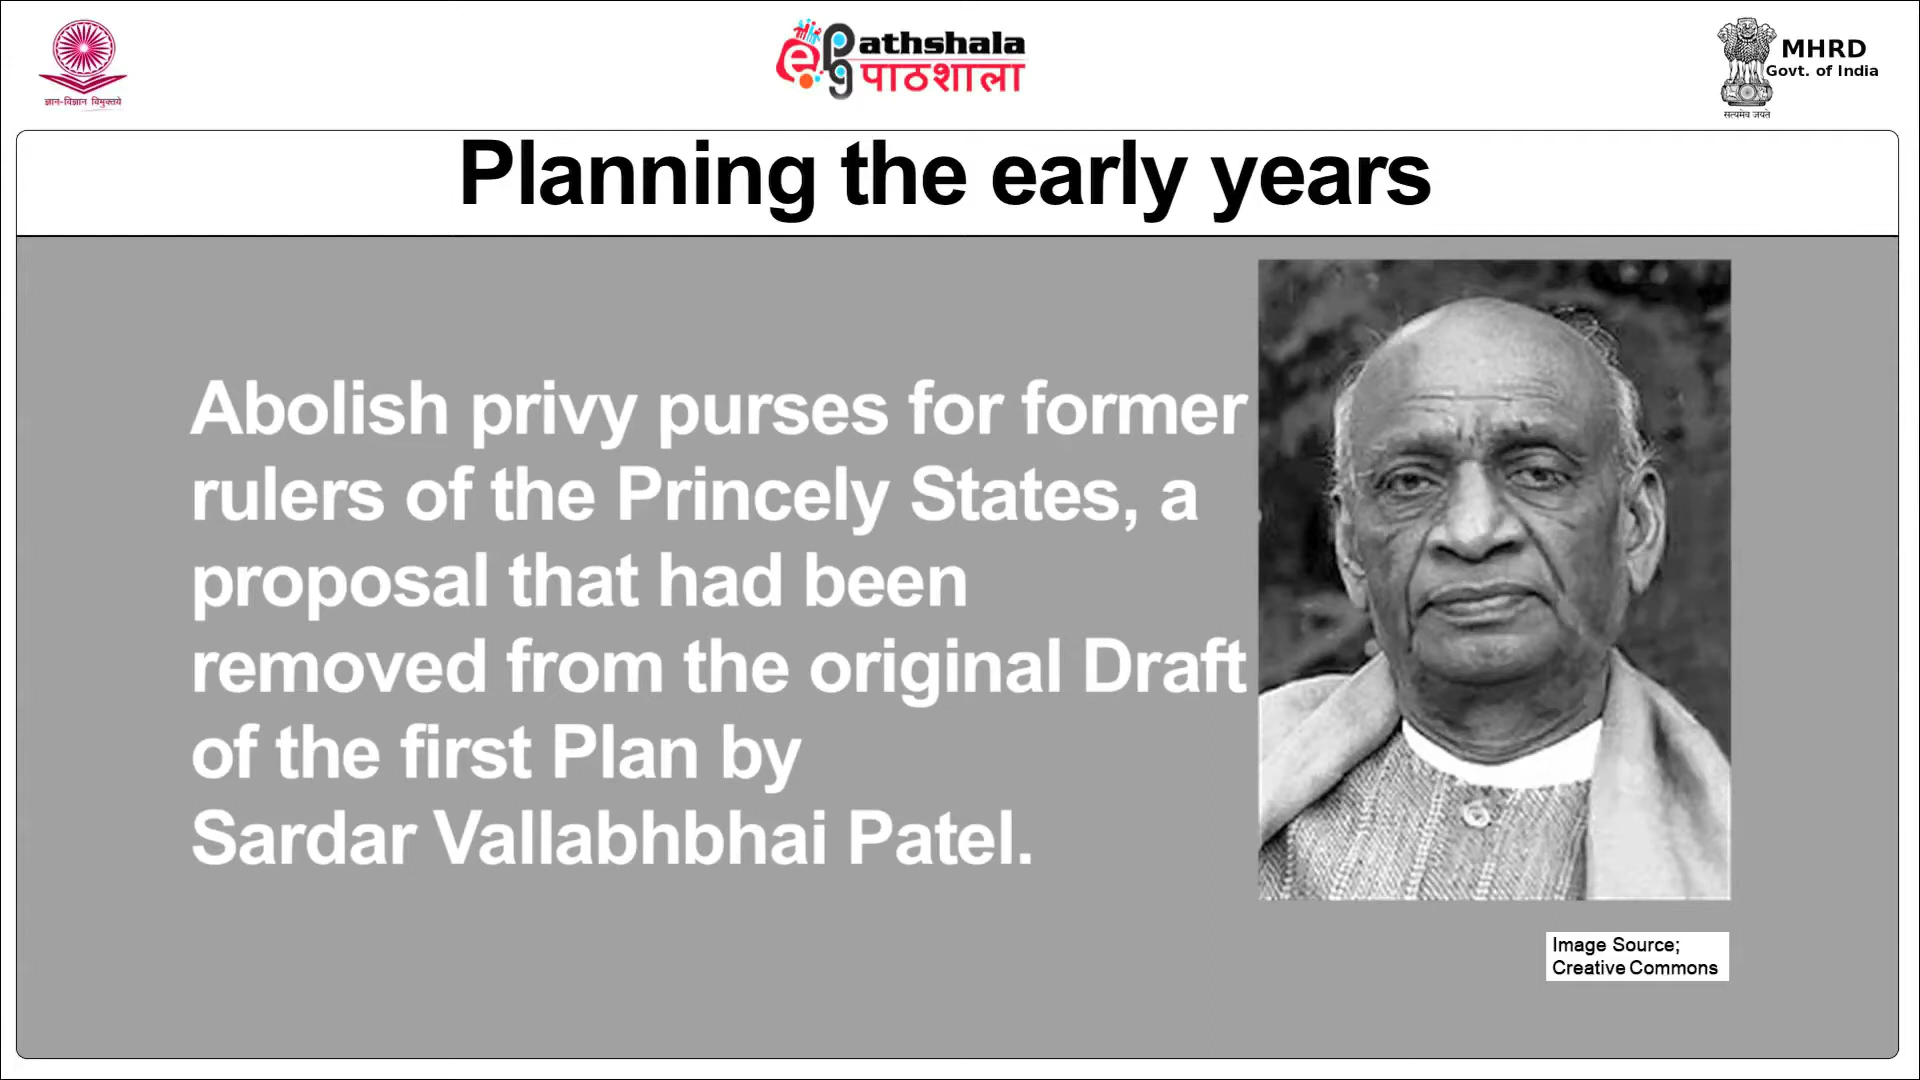 ज्ञान-विज्ञान विमुक्तये
ePg athshala
पाठशाला
MHRD
Govt. of India
सत्यमेव जयते
Planning the early years
Abolish privy purses for former
rulers of the Princely States, a
proposal that had been
removed from the original Draft
of the first Plan by
Sardar Vallabhbhai Patel.
Image Source;
Creative Commons